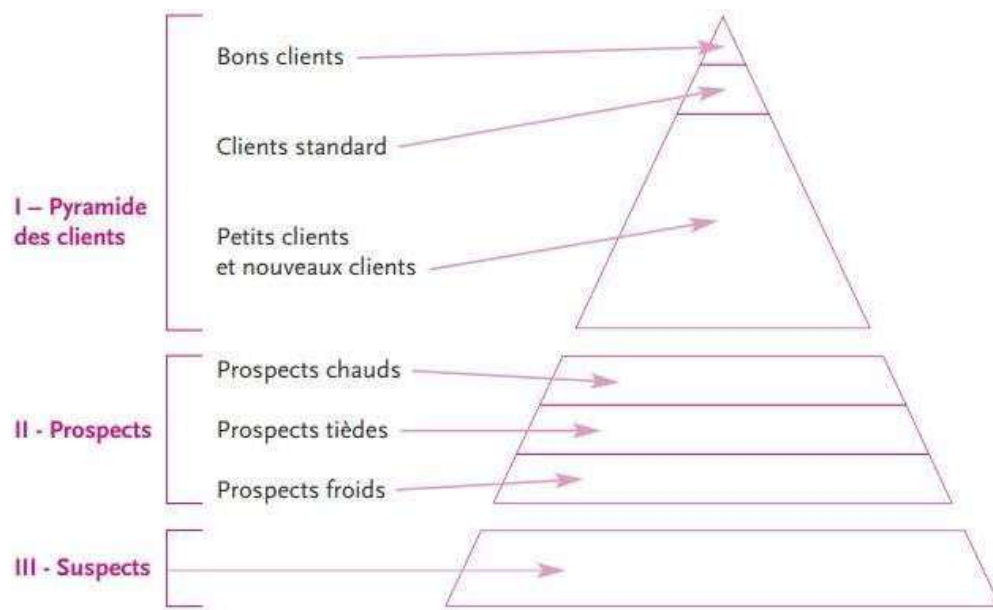 Bons clients
Clients standard
I – Pyramide
des clients
Petits clients
et nouveaux clients
Prospects chauds
II - Prospects
Prospects tièdes
Prospects froids
III - Suspects